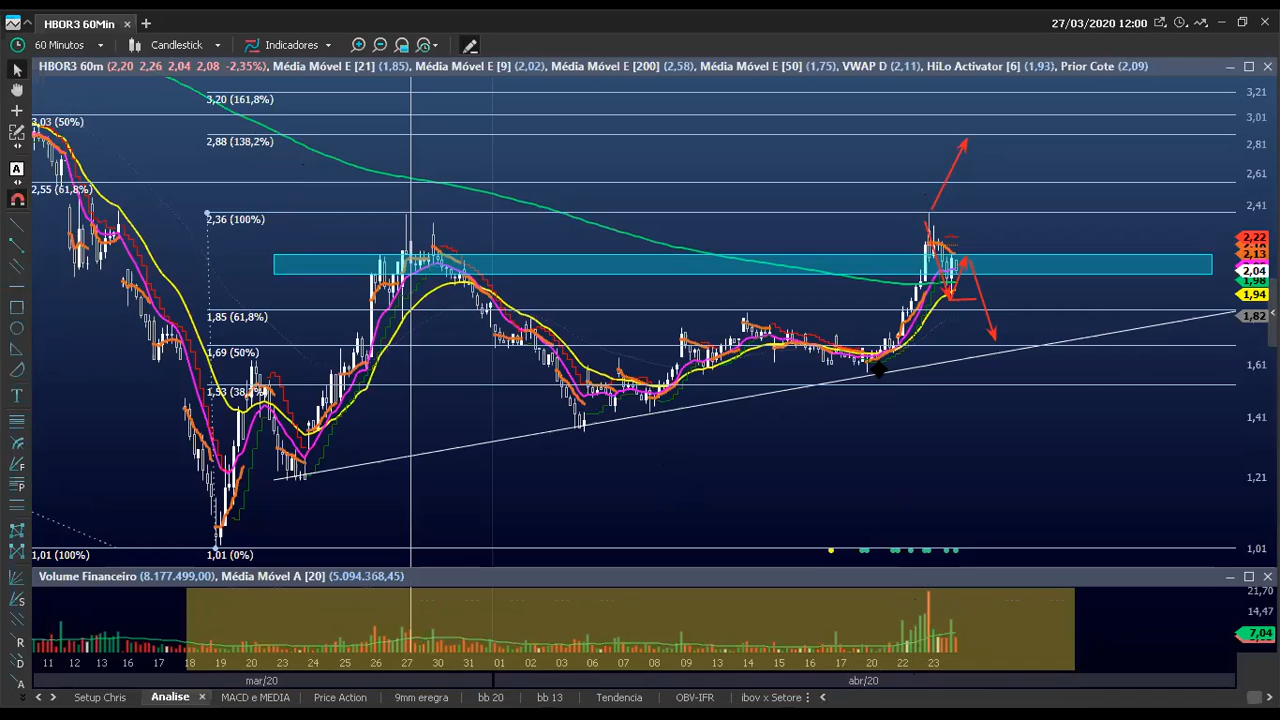 HBOR3 60Min
27/03/2020 12:00
60 Minutos
Candlestick
Indicadores
HBOR3 60m (2,20 2,26 2,04 2,08 -2,35%), Média Móvel E [21] (1,85), Média Móvel E [9] (2,02), Média Móvel E [200] (2,58), Média Móvel E [50] (1,75), VWAP D (2,11), HiLo Activator [6] (1,93), Prior Cote (2,09)
3,20 (161,8%)
3,21
3,03 (50%)
3,01
2,88 (138,2%)
2,81
2,61
2,55 (61,8%)
2,41
2,36 (100%)
2,22
2,13
2,04
1,98
1,94
1,85 (61,8%)
1,82
1,69 (50%)
1,61
1,53 (38,2%)
1,41
1,21
1,01 (100%)
1,01 (0%)
1,01
Volume Financeiro (8.177.499,00), Média Móvel A [20] (5.094.368,45)
21,70
14,47
7,04
11 12 13 16 17 18 19 20 23 24 25 26 27 30 31 01 02 03 06 07 08 09 13 14 15 16 17 20 22 23
mar/20
abr/20
Setup Chris
Analise
MACD e MEDIA
Price Action
9mm eregra
bb 20
bb 13
Tendencia
OBV-IFR
ibov x Setore